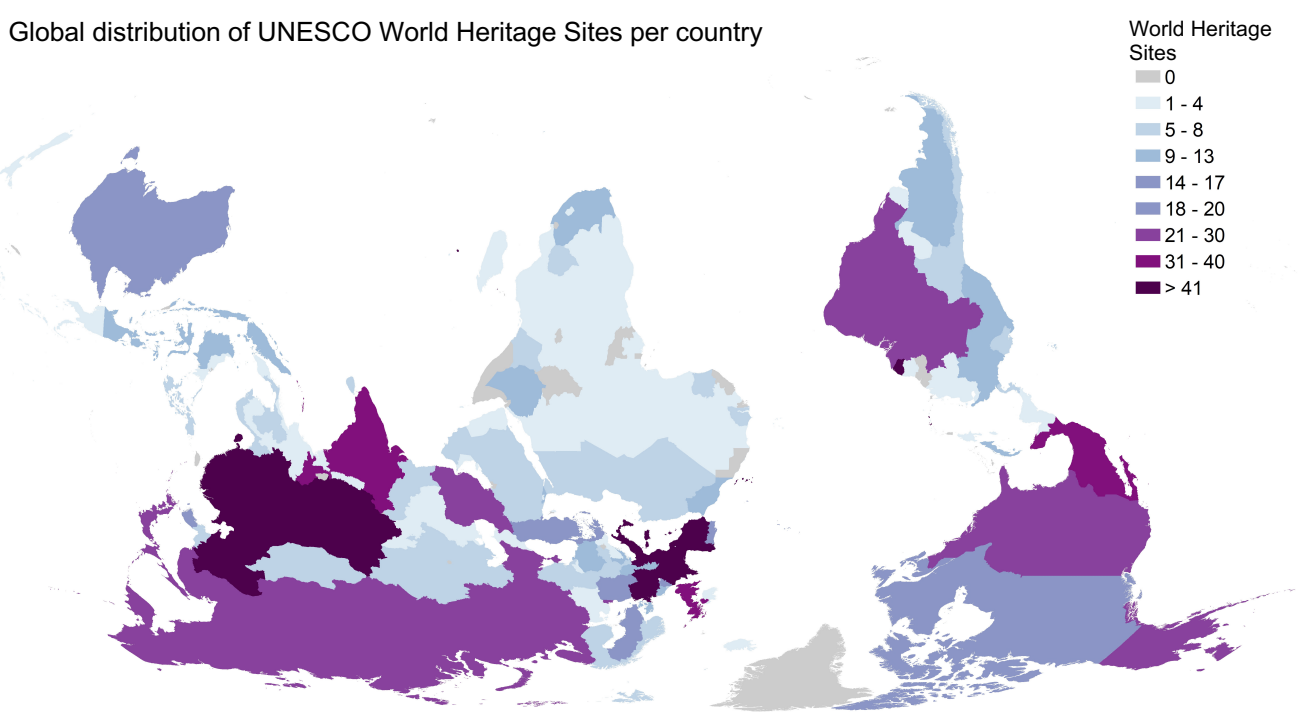 Global distribution of UNESCO World Heritage Sites per country
World Heritage
Sites
0
1 - 4
5 - 8
9 - 13
14 - 17
18 - 20
21 - 30
31 - 40
> 41